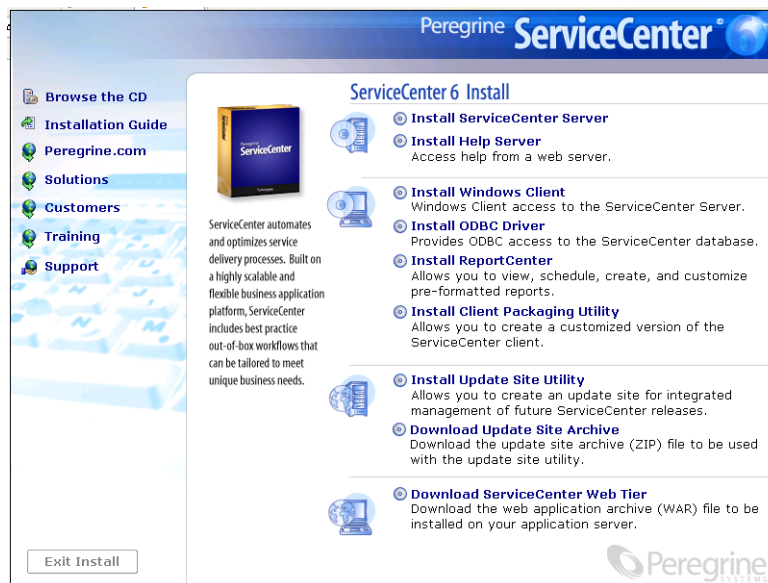 Peregrine ServiceCenter®
Browse the CD
Installation Guide
Peregrine.com
Solutions
Customers
Training
Support
Exit Install
Peregrine
ServiceCenter
ServiceCenter automates
and optimizes service
delivery processes. Built on
a highly scalable and
flexible business application
platform, ServiceCenter
includes best practice
out-of-box workflows that
can be tailored to meet
unique business needs.
ServiceCenter 6 Install
Install ServiceCenter Server
Install Help Server
Access help from a web server.
Install Windows Client
Windows Client access to the ServiceCenter Server.
Install ODBC Driver
Provides ODBC access to the ServiceCenter database.
Install ReportCenter
Allows you to view, schedule, create, and customize
pre-formatted reports.
Install Client Packaging Utility
Allows you to create a customized version of the
ServiceCenter client.
Install Update Site Utility
Allows you to create an update site for integrated
management of future ServiceCenter releases.
Download Update Site Archive
Download the update site archive (ZIP) file to be used
with the update site utility.
Download ServiceCenter Web Tier
Download the web application archive (WAR) file to be
installed on your application server.
Peregrine
SYSTEMS